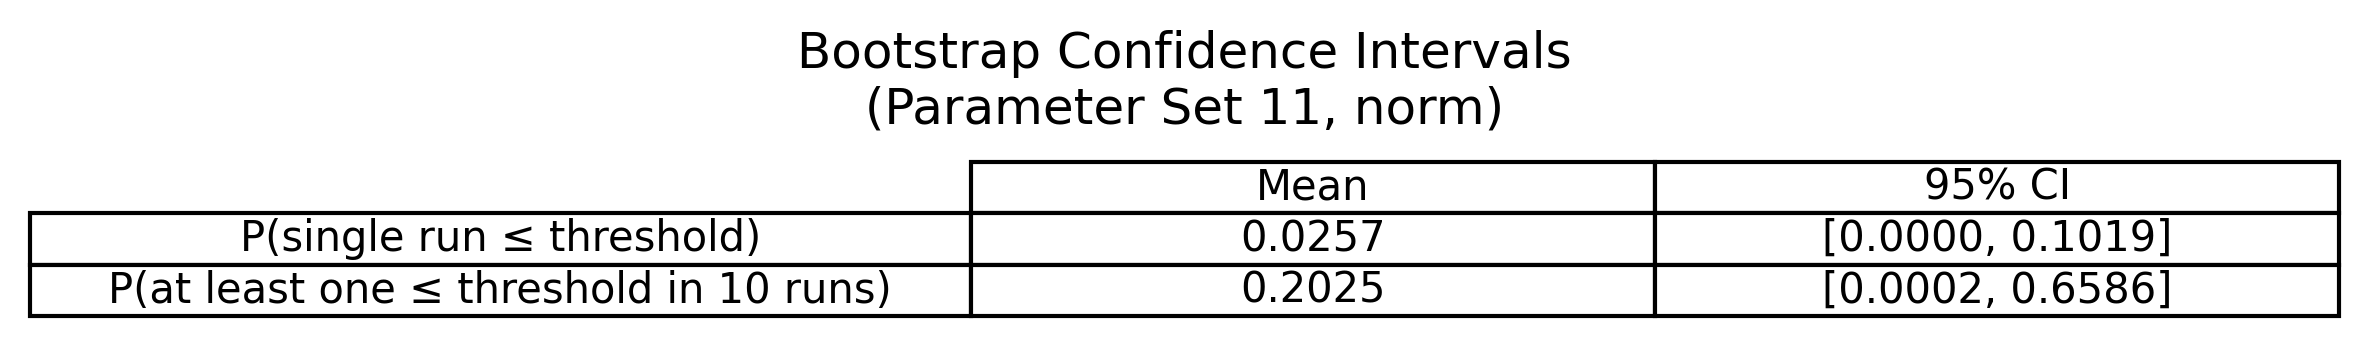 Bootstrap Confidence Intervals
(Parameter Set 11, norm)
Mean 95% CI
P(single run ≤ threshold) 0.0257 [0.0000, 0.1019]
P(at least one ≤ threshold in 10 runs) 0.2025 [0.0002, 0.6586]